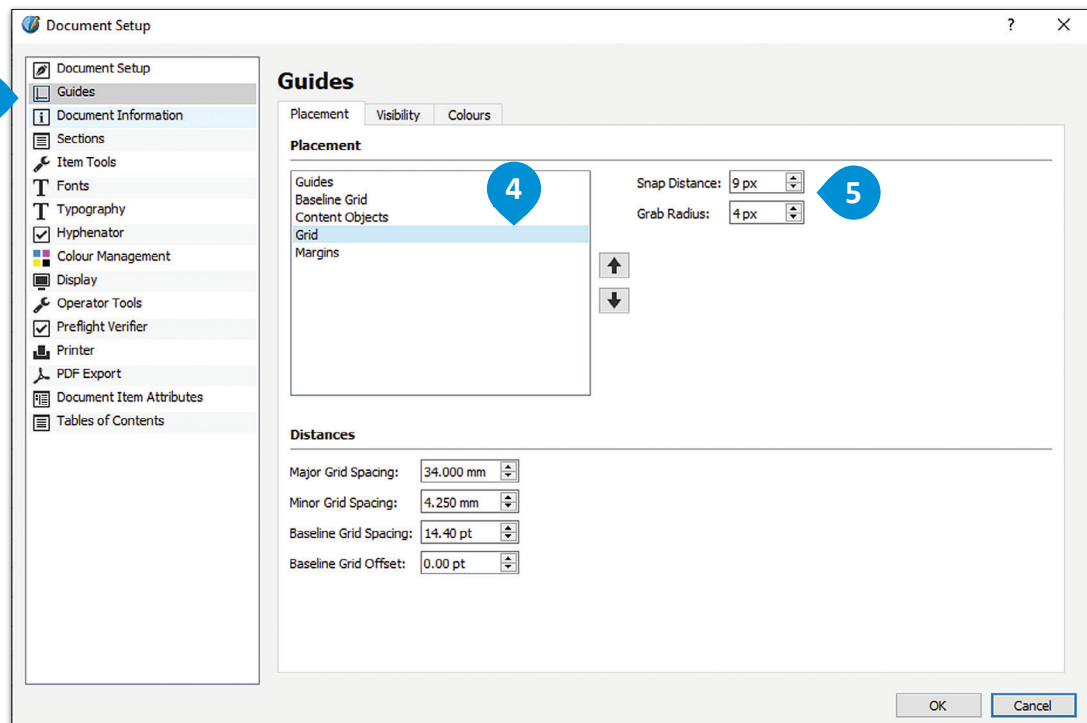 Document Setup
?
Document Setup
Guides
Document Information
Sections
Item Tools
Fonts
Typography
Hyphenator
Colour Management
Display
Operator Tools
Preflight Verifier
Printer
PDF Export
Document Item Attributes
Tables of Contents
Guides
Placement Visibility Colours
Placement
Guides
Baseline Grid
Content Objects
Grid
Margins
4
Snap Distance: 9 px
Grab Radius: 4 px
5
Distances
Major Grid Spacing: 34.000 mm
Minor Grid Spacing: 4.250 mm
Baseline Grid Spacing: 14.40 pt
Baseline Grid Offset: 0.00 pt
OK Cancel